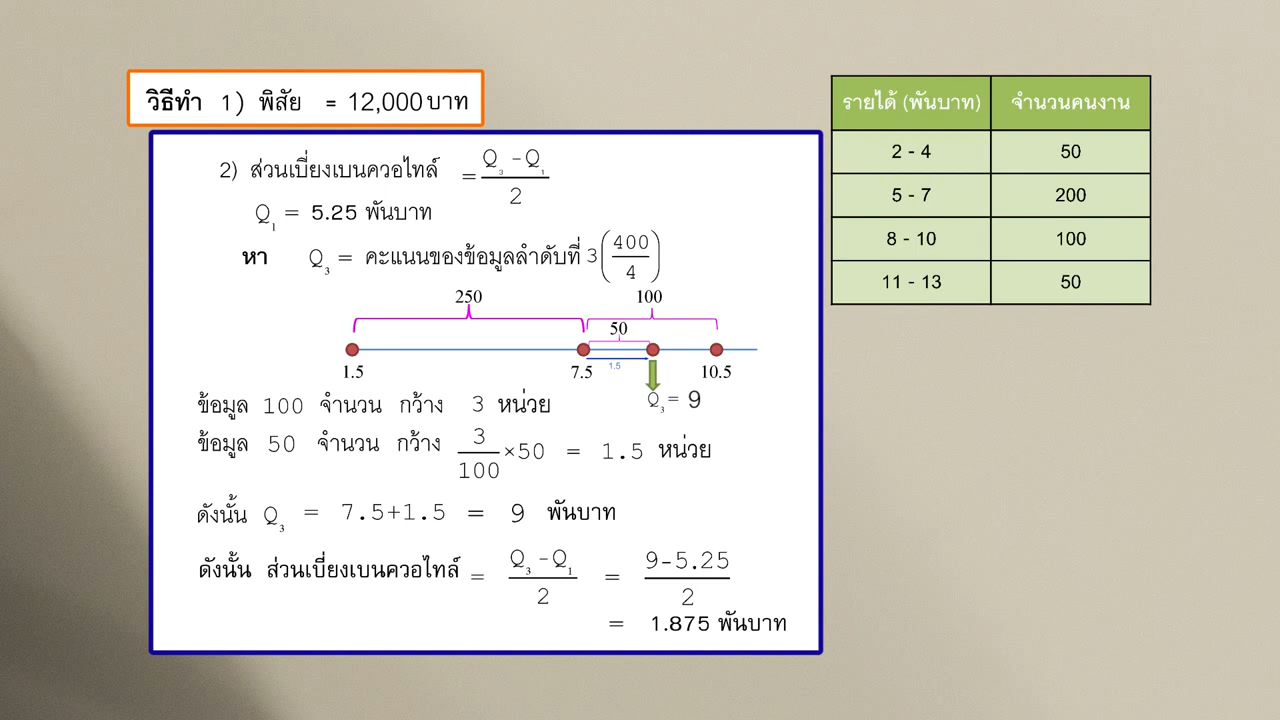 วิธีทำ 1) พิสัย = 12,000 บาท
2) ส่วนเบี่ยงเบนควอไทล์ = (Q₃ - Q₁)/2
Q₁ = 5.25 พันบาท
หา Q₃ = คะแนนของข้อมูลลำดับที่ 3(400/4)
250 100
50
1.5
1.5 7.5 10.5
Q₃ = 9
ข้อมูล 100 จำนวน กว้าง 3 หน่วย
ข้อมูล 50 จำนวน กว้าง 3/100 ×50 = 1.5 หน่วย
ดังนั้น Q₃ = 7.5+1.5 = 9 พันบาท
ดังนั้น ส่วนเบี่ยงเบนควอไทล์ = (Q₃ - Q₁)/2 = (9-5.25)/2
= 1.875 พันบาท
รายได้ (พันบาท) จำนวนคนงาน
2 - 4 50
5 - 7 200
8 - 10 100
11 - 13 50